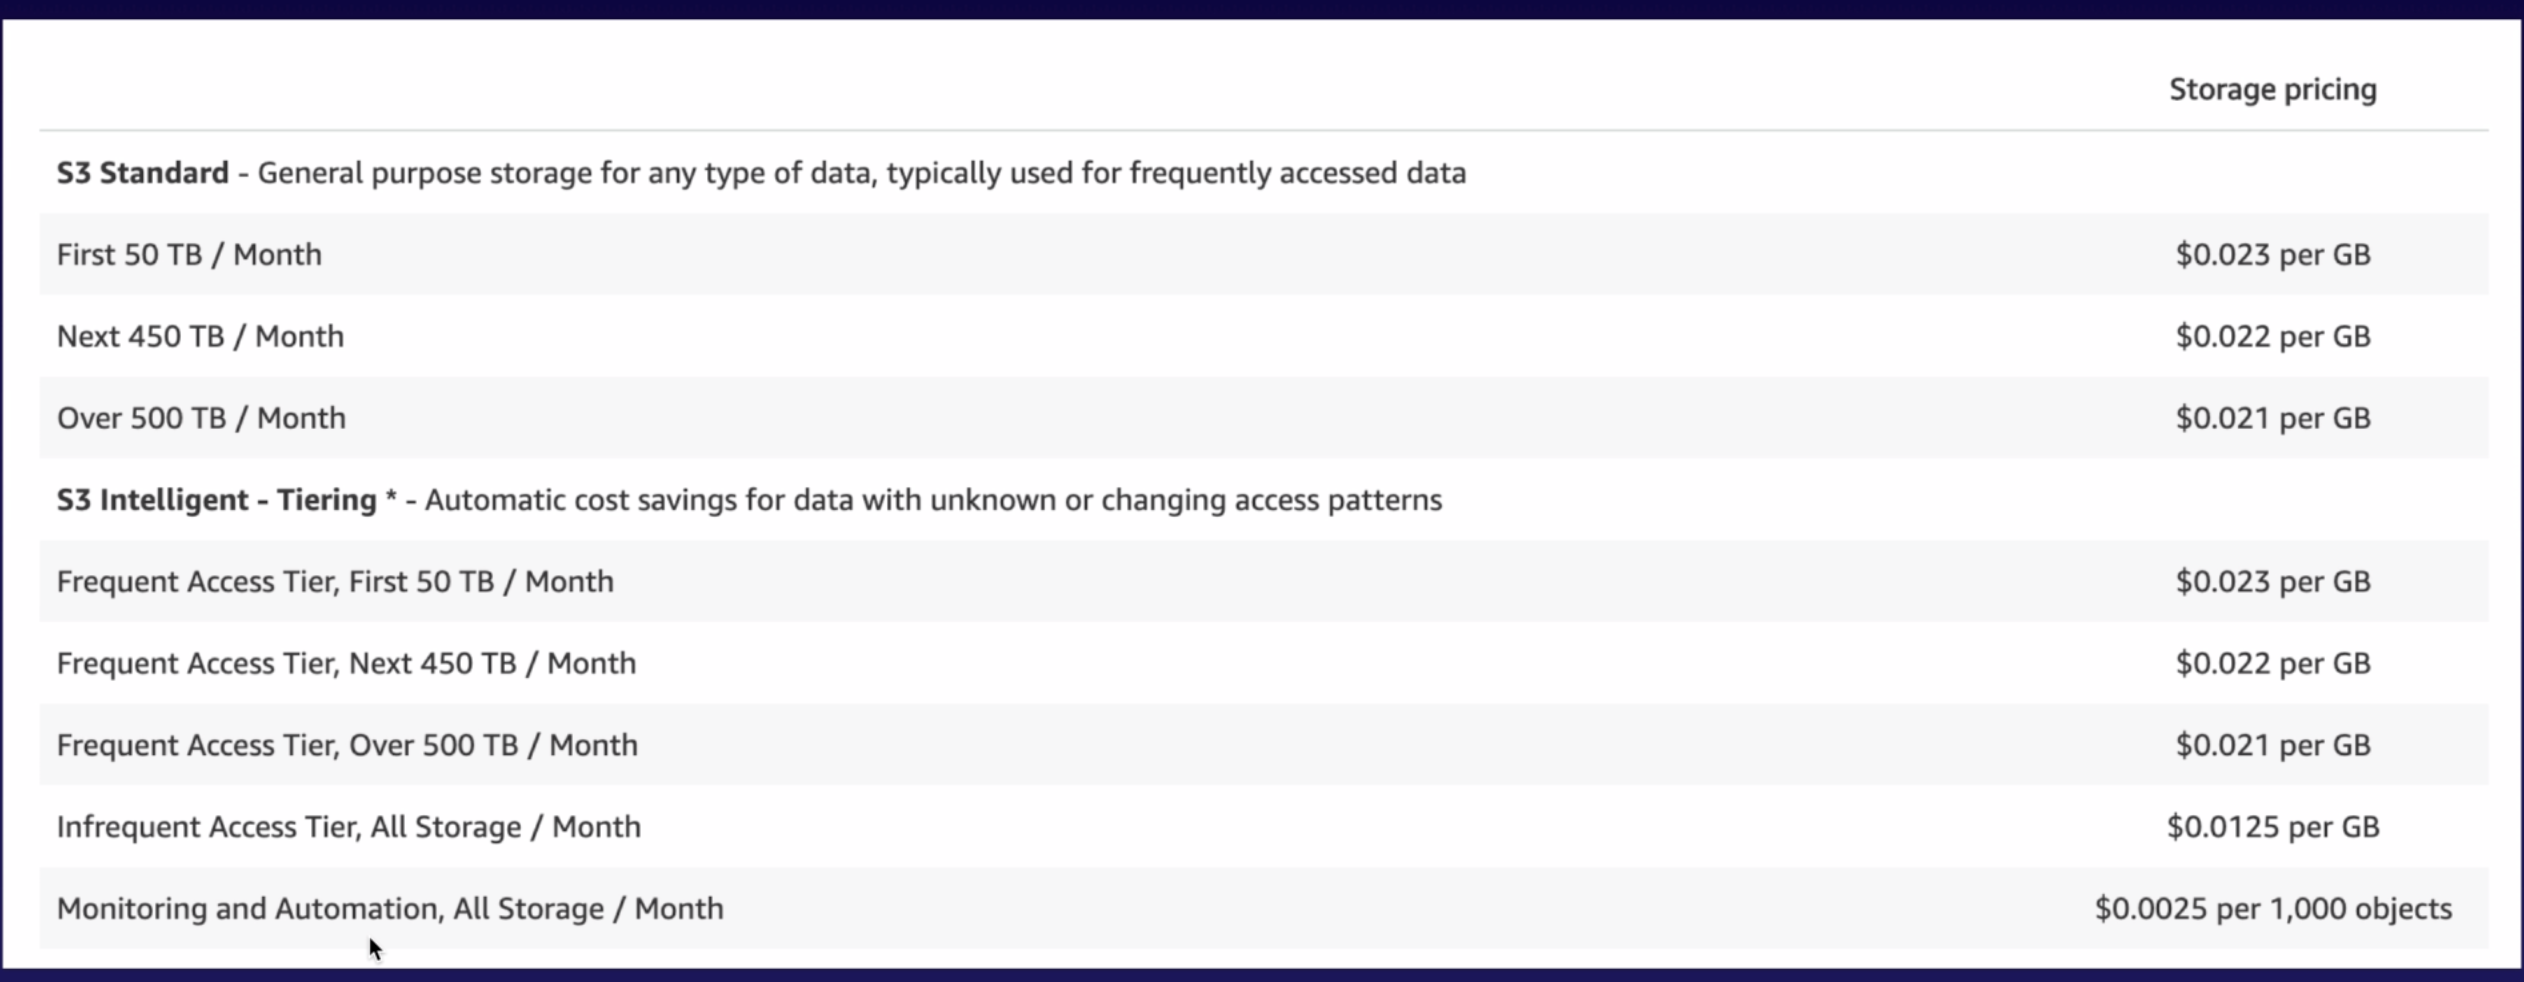 Storage pricing
S3 Standard - General purpose storage for any type of data, typically used for frequently accessed data
First 50 TB / Month $0.023 per GB
Next 450 TB / Month $0.022 per GB
Over 500 TB / Month $0.021 per GB
S3 Intelligent - Tiering * - Automatic cost savings for data with unknown or changing access patterns
Frequent Access Tier, First 50 TB / Month $0.023 per GB
Frequent Access Tier, Next 450 TB / Month $0.022 per GB
Frequent Access Tier, Over 500 TB / Month $0.021 per GB
Infrequent Access Tier, All Storage / Month $0.0125 per GB
Monitoring and Automation, All Storage / Month $0.0025 per 1,000 objects